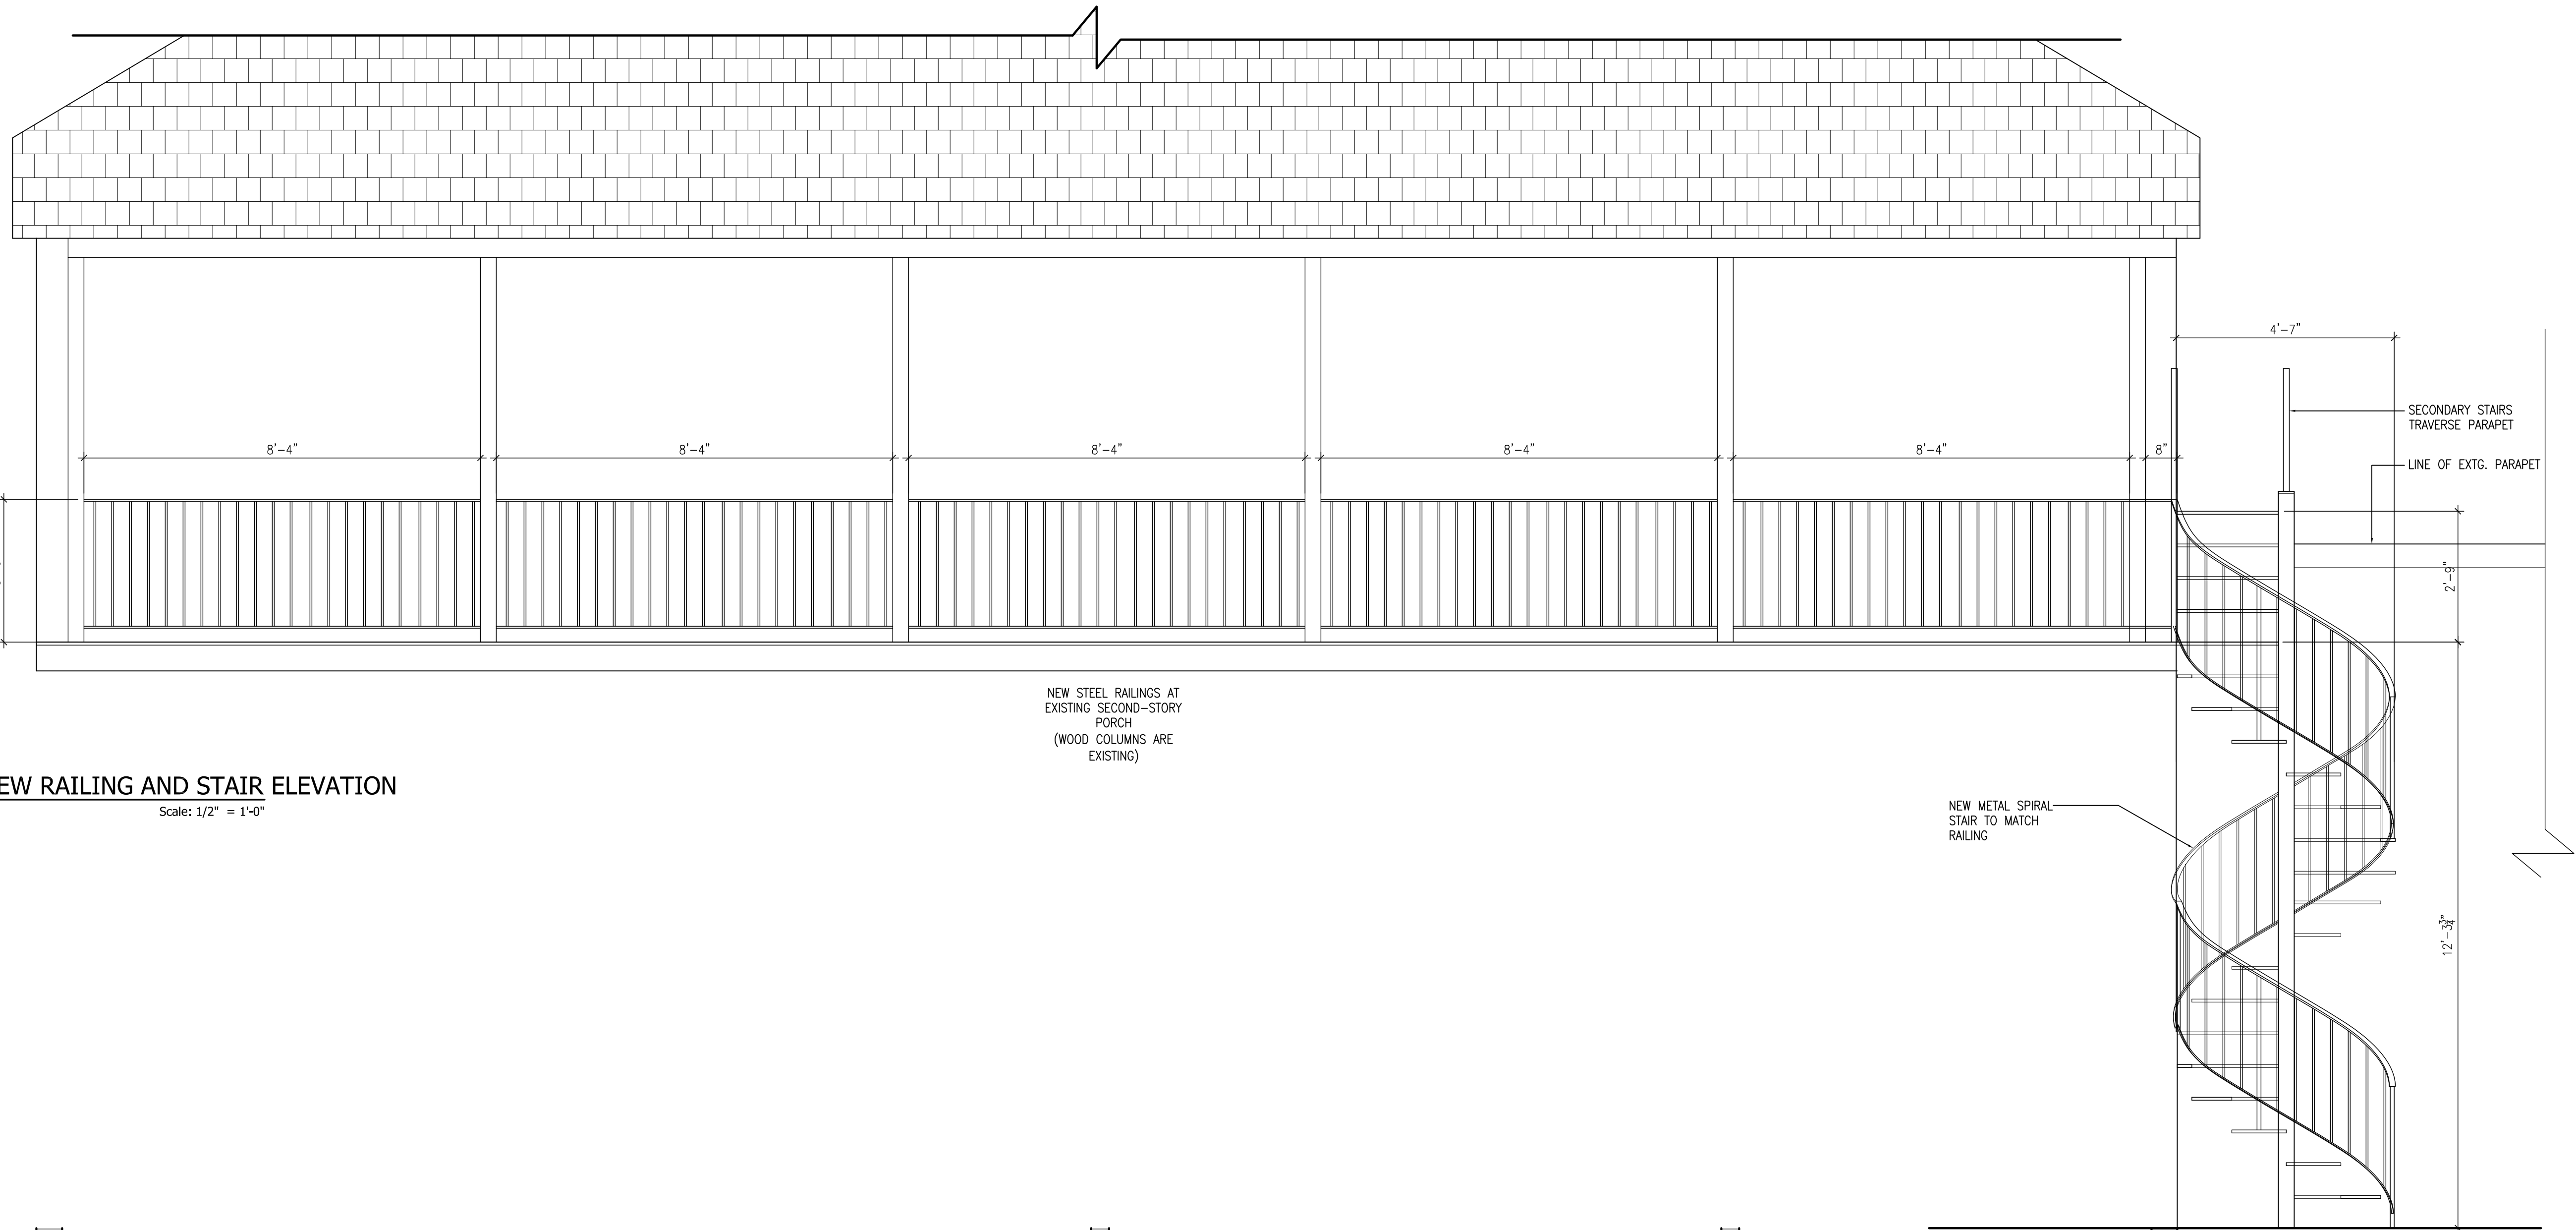 4'-7"
SECONDARY STAIRS
TRAVERSE PARAPET
LINE OF EXTG. PARAPET
8'-4"
8'-4"
8'-4"
8'-4"
8'-4"
8"
2'-9"
NEW STEEL RAILINGS AT
EXISTING SECOND-STORY
PORCH
(WOOD COLUMNS ARE
EXISTING)
EW RAILING AND STAIR ELEVATION
Scale: 1/2" = 1'-0"
NEW METAL SPIRAL
STAIR TO MATCH
RAILING
12'-3¾"